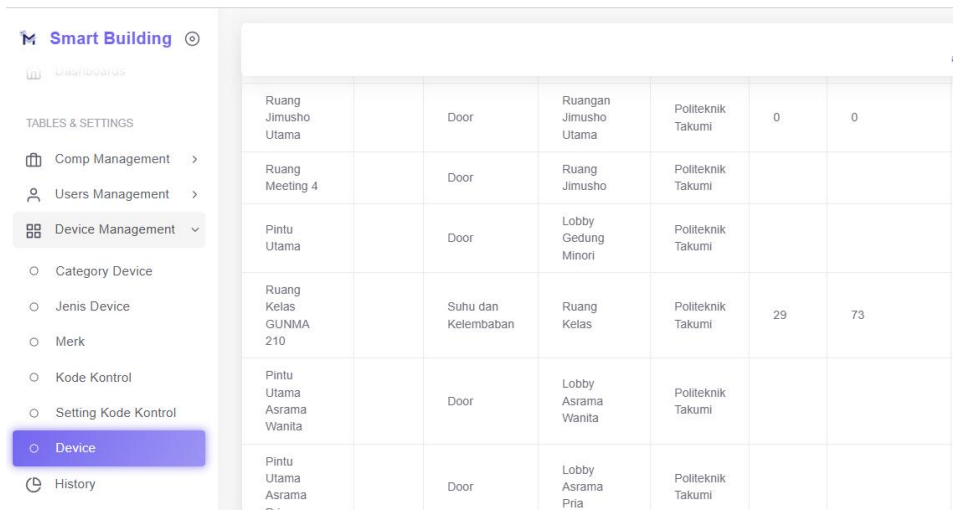 Smart Building
Dashboards
TABLES & SETTINGS
Comp Management
Users Management
Device Management
Category Device
Jenis Device
Merk
Kode Kontrol
Setting Kode Kontrol
Device
History
Ruang
Jimusho
Utama
Door
Ruangan
Jimusho
Utama
Politeknik
Takumi
0
0
Ruang
Meeting 4
Door
Ruang
Jimusho
Politeknik
Takumi
Pintu
Utama
Door
Lobby
Gedung
Minori
Politeknik
Takumi
Ruang
Kelas
GUNMA
210
Suhu dan
Kelembaban
Ruang
Kelas
Politeknik
Takumi
29
73
Pintu
Utama
Asrama
Wanita
Door
Lobby
Asrama
Wanita
Politeknik
Takumi
Pintu
Utama
Asrama
Door
Lobby
Asrama
Pria
Politeknik
Takumi